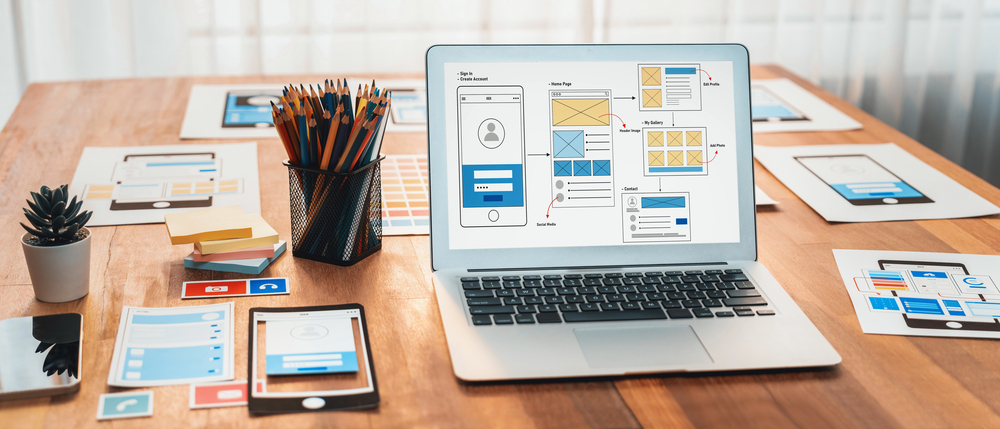 - Sign In
- Create Account
- Home Page
Header Image
Social Media
Edit Profile
- My Gallery
Add Photo
- Contact